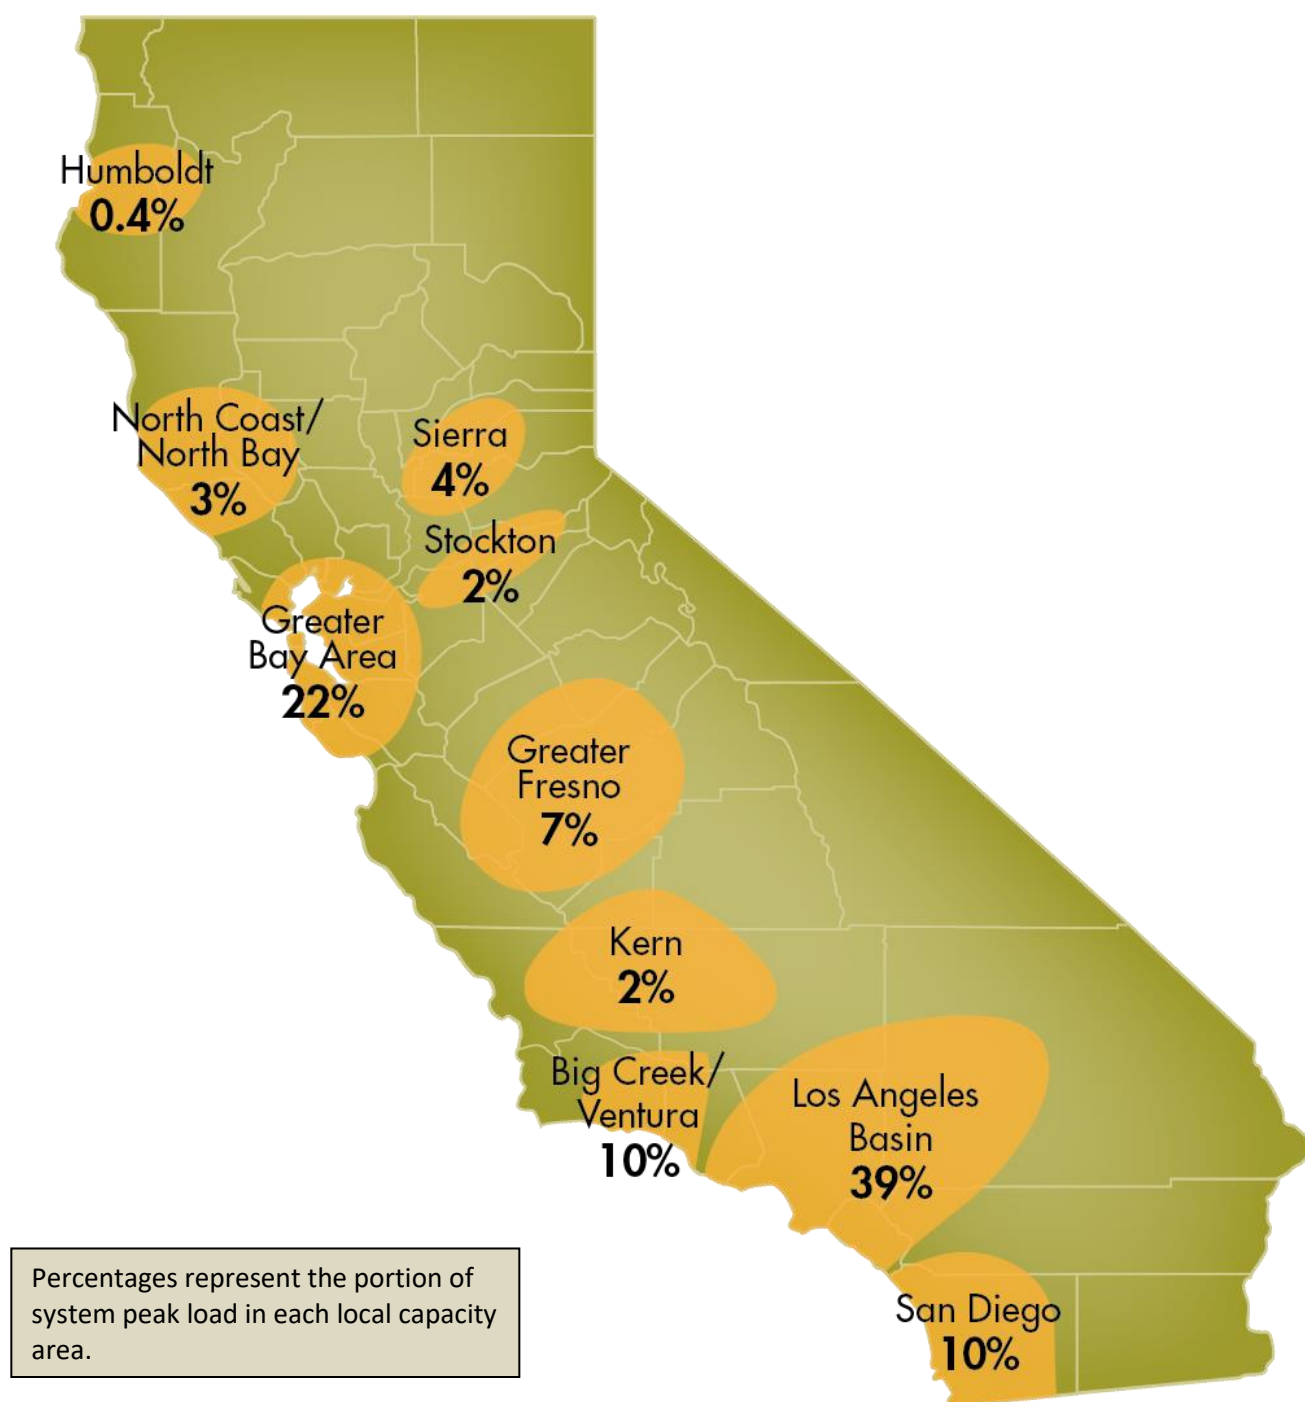 Humboldt
0.4%
North Coast/
North Bay
3%
Sierra
4%
Stockton
2%
Greater
Bay Area
22%
Greater
Fresno
7%
Kern
2%
Big Creek/
Ventura
10%
Los Angeles
Basin
39%
San Diego
10%
Percentages represent the portion of
system peak load in each local capacity
area.